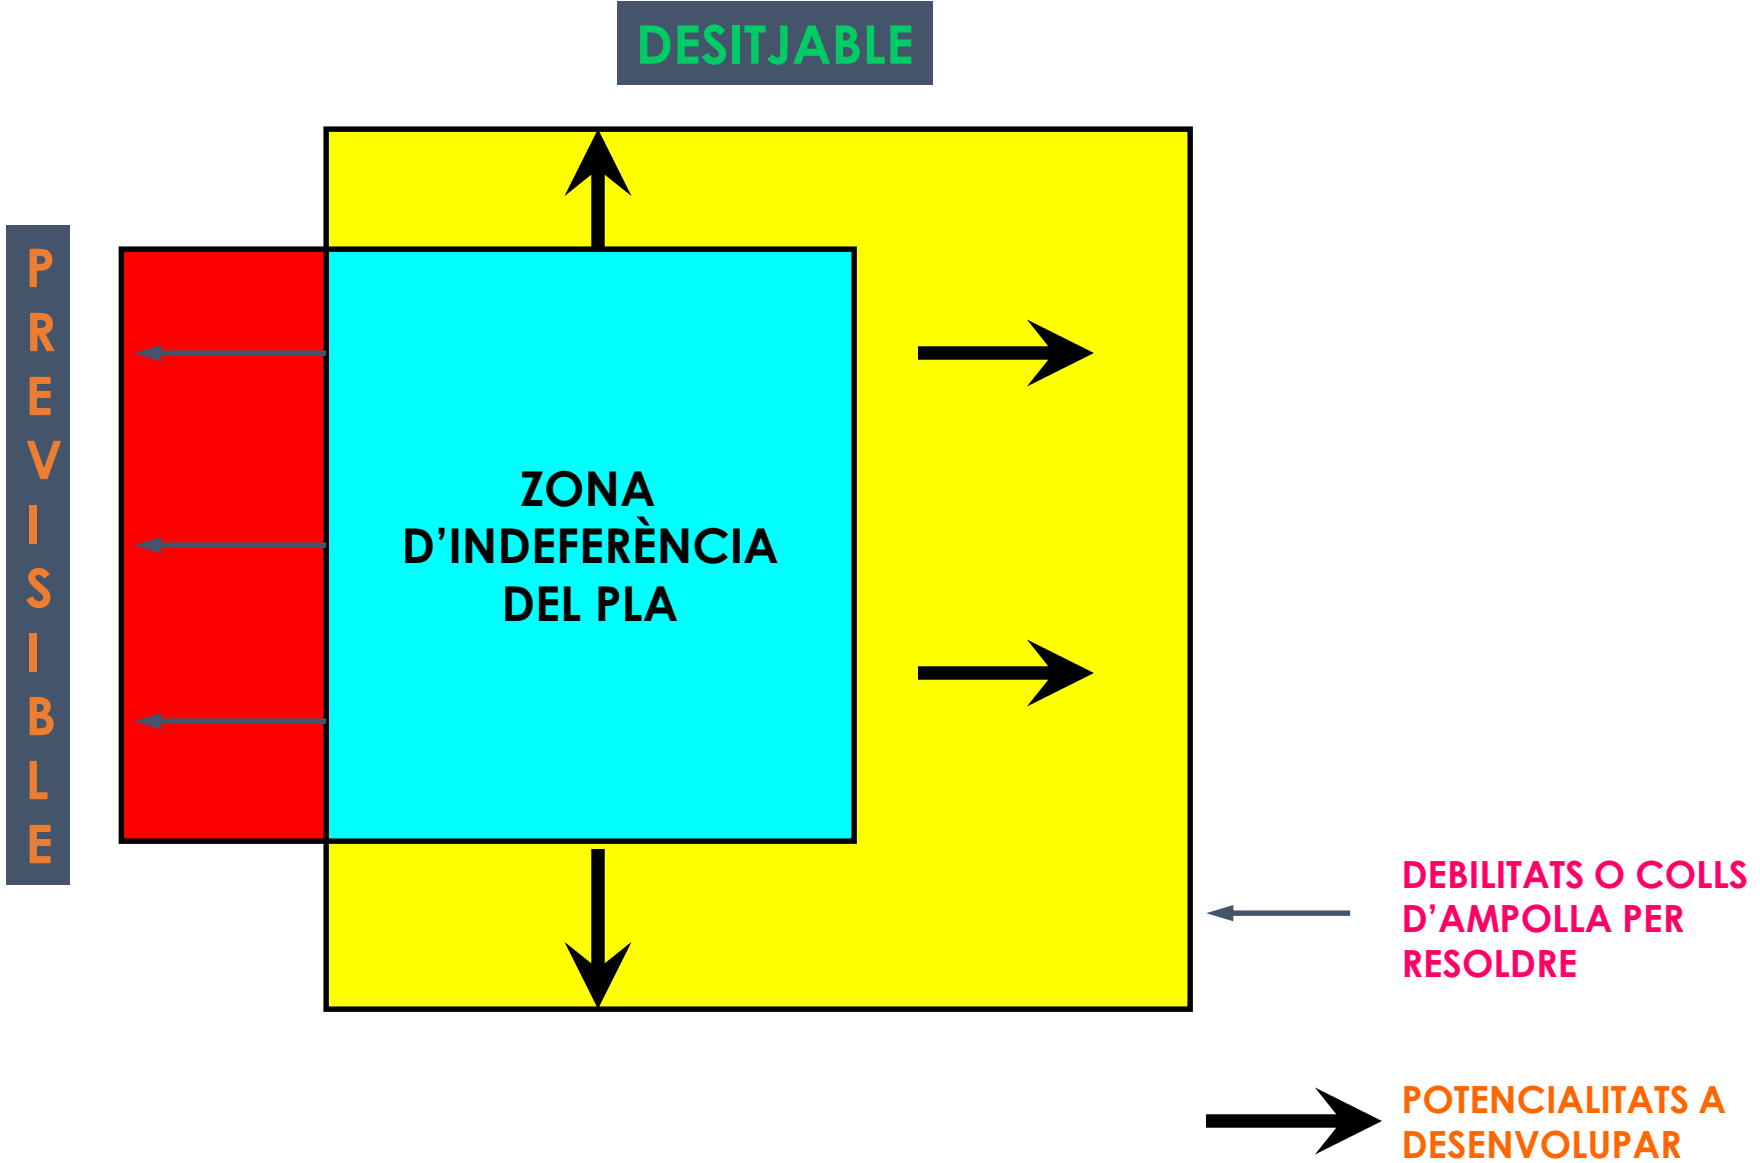 DESITJABLE
PREVISIBLE
ZONA
D’INDEFERÈNCIA
DEL PLA
DEBILITATS O COLLS
D’AMPOLLA PER
RESOLDRE
POTENCIALITATS A
DESENVOLUPAR